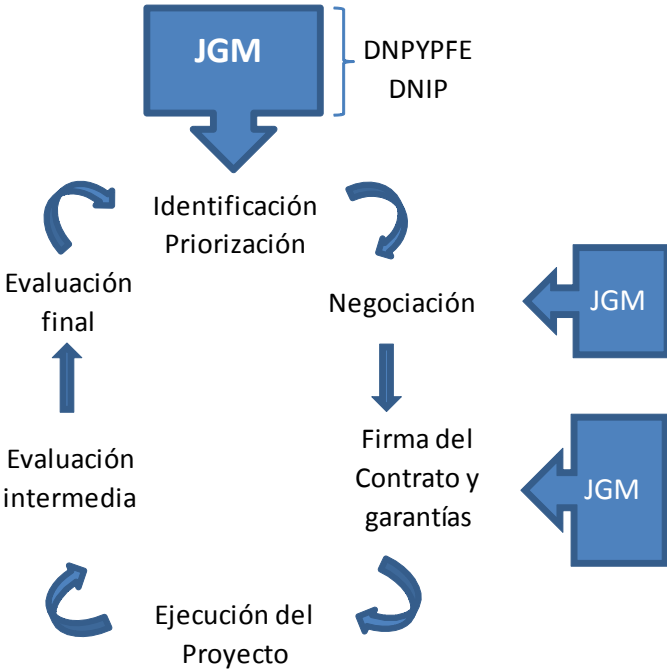 JGM
DNPYPFE
DNIP
Identificación
Priorización
Evaluación
final
Negociación
JGM
Evaluación
intermedia
Firma del
Contrato y
garantías
JGM
Ejecución del
Proyecto